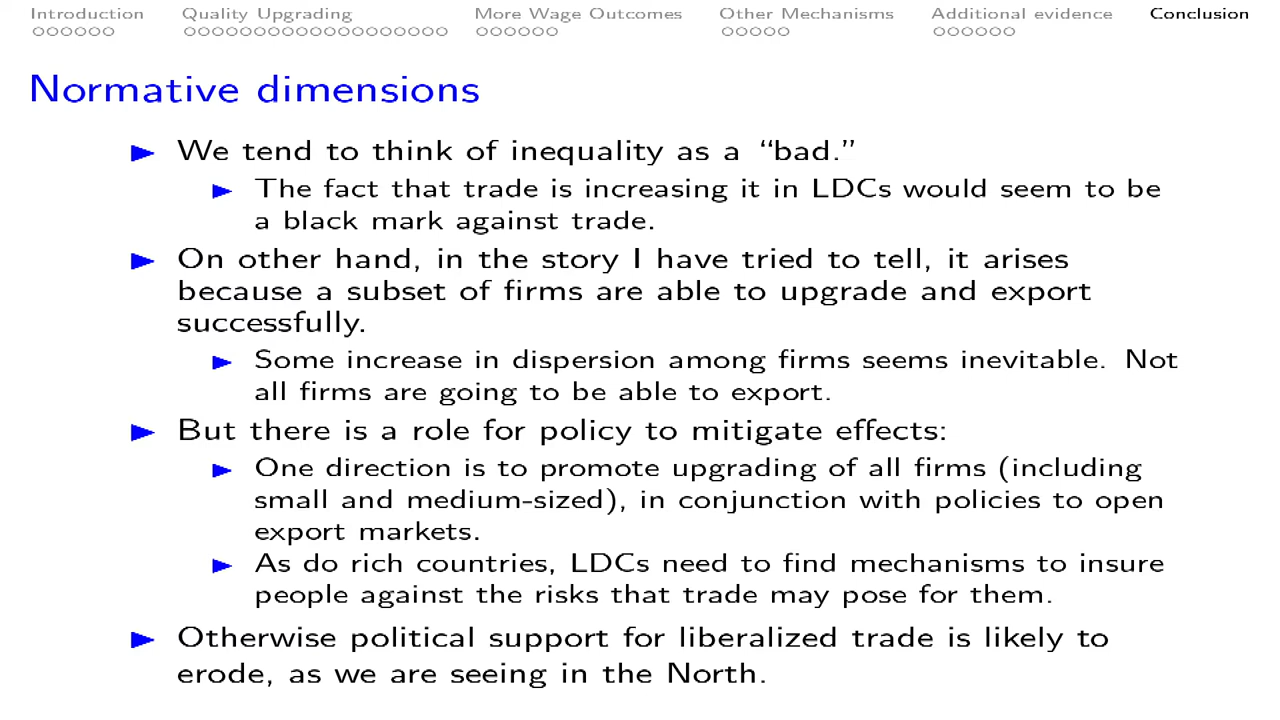 Introduction Quality Upgrading More Wage Outcomes Other Mechanisms Additional evidence Conclusion
Normative dimensions
We tend to think of inequality as a “bad.”
The fact that trade is increasing it in LDCs would seem to be
a black mark against trade.
On other hand, in the story I have tried to tell, it arises
because a subset of firms are able to upgrade and export
successfully.
Some increase in dispersion among firms seems inevitable. Not
all firms are going to be able to export.
But there is a role for policy to mitigate effects:
One direction is to promote upgrading of all firms (including
small and medium-sized), in conjunction with policies to open
export markets.
As do rich countries, LDCs need to find mechanisms to insure
people against the risks that trade may pose for them.
Otherwise political support for liberalized trade is likely to
erode, as we are seeing in the North.